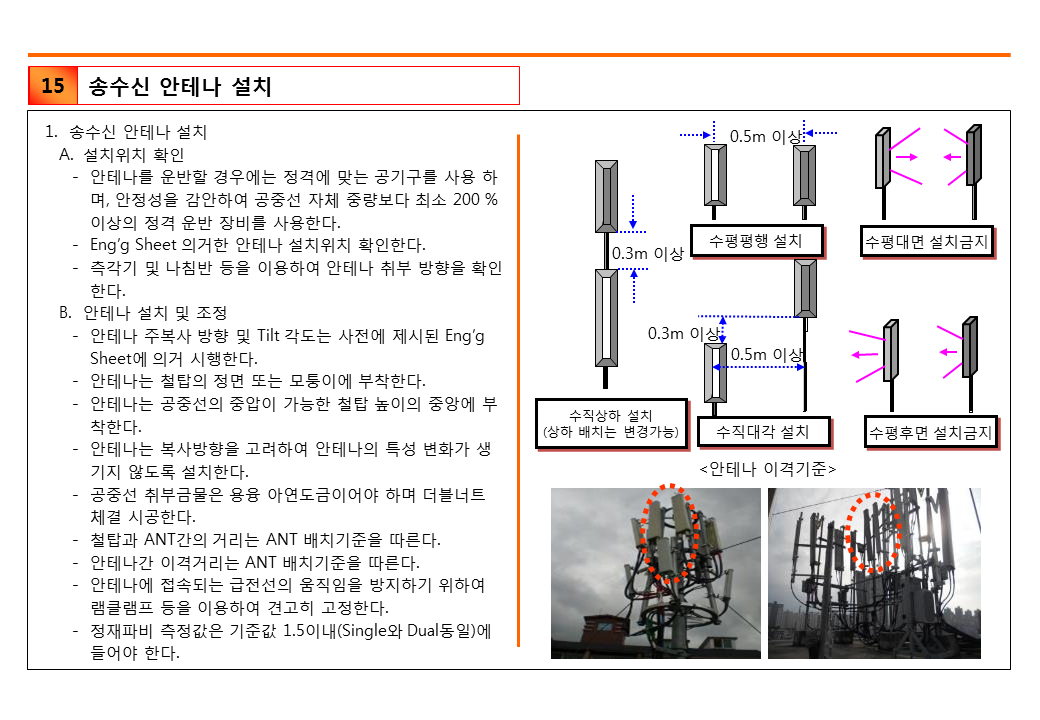 15 송수신 안테나 설치
1. 송수신 안테나 설치
A. 설치위치 확인
- 안테나를 운반할 경우에는 정격에 맞는 공기구를 사용 하
며, 안정성을 감안하여 공중선 자체 중량보다 최소 200 %
이상의 정격 운반 장비를 사용한다.
- Eng’g Sheet 의거한 안테나 설치위치 확인한다.
- 측각기 및 나침반 등을 이용하여 안테나 취부 방향을 확인
한다.
B. 안테나 설치 및 조정
- 안테나 주복사 방향 및 Tilt 각도는 사전에 제시된 Eng’g
Sheet에 의거 시행한다.
- 안테나는 철탑의 정면 또는 모퉁이에 부착한다.
- 안테나는 공중선의 중압이 가능한 철탑 높이의 중앙에 부
착한다.
- 안테나는 복사방향을 고려하여 안테나의 특성 변화가 생
기지 않도록 설치한다.
- 공중선 취부금물은 용융 아연도금이어야 하며 더블너트
체결 시공한다.
- 철탑과 ANT간의 거리는 ANT 배치기준을 따른다.
- 안테나간 이격거리는 ANT 배치기준을 따른다.
- 안테나에 접속되는 급전선의 움직임을 방지하기 위하여
램클램프 등을 이용하여 견고히 고정한다.
- 정재파비 측정값은 기준값 1.5이내(Single와 Dual동일)에
들어야 한다.
0.5m 이상
수평평행 설치
수평대면 설치금지
0.3m 이상
0.3m 이상
0.5m 이상
수직상하 설치
(상하 배치는 변경가능)
수직대각 설치
수평후면 설치금지
<안테나 이격기준>